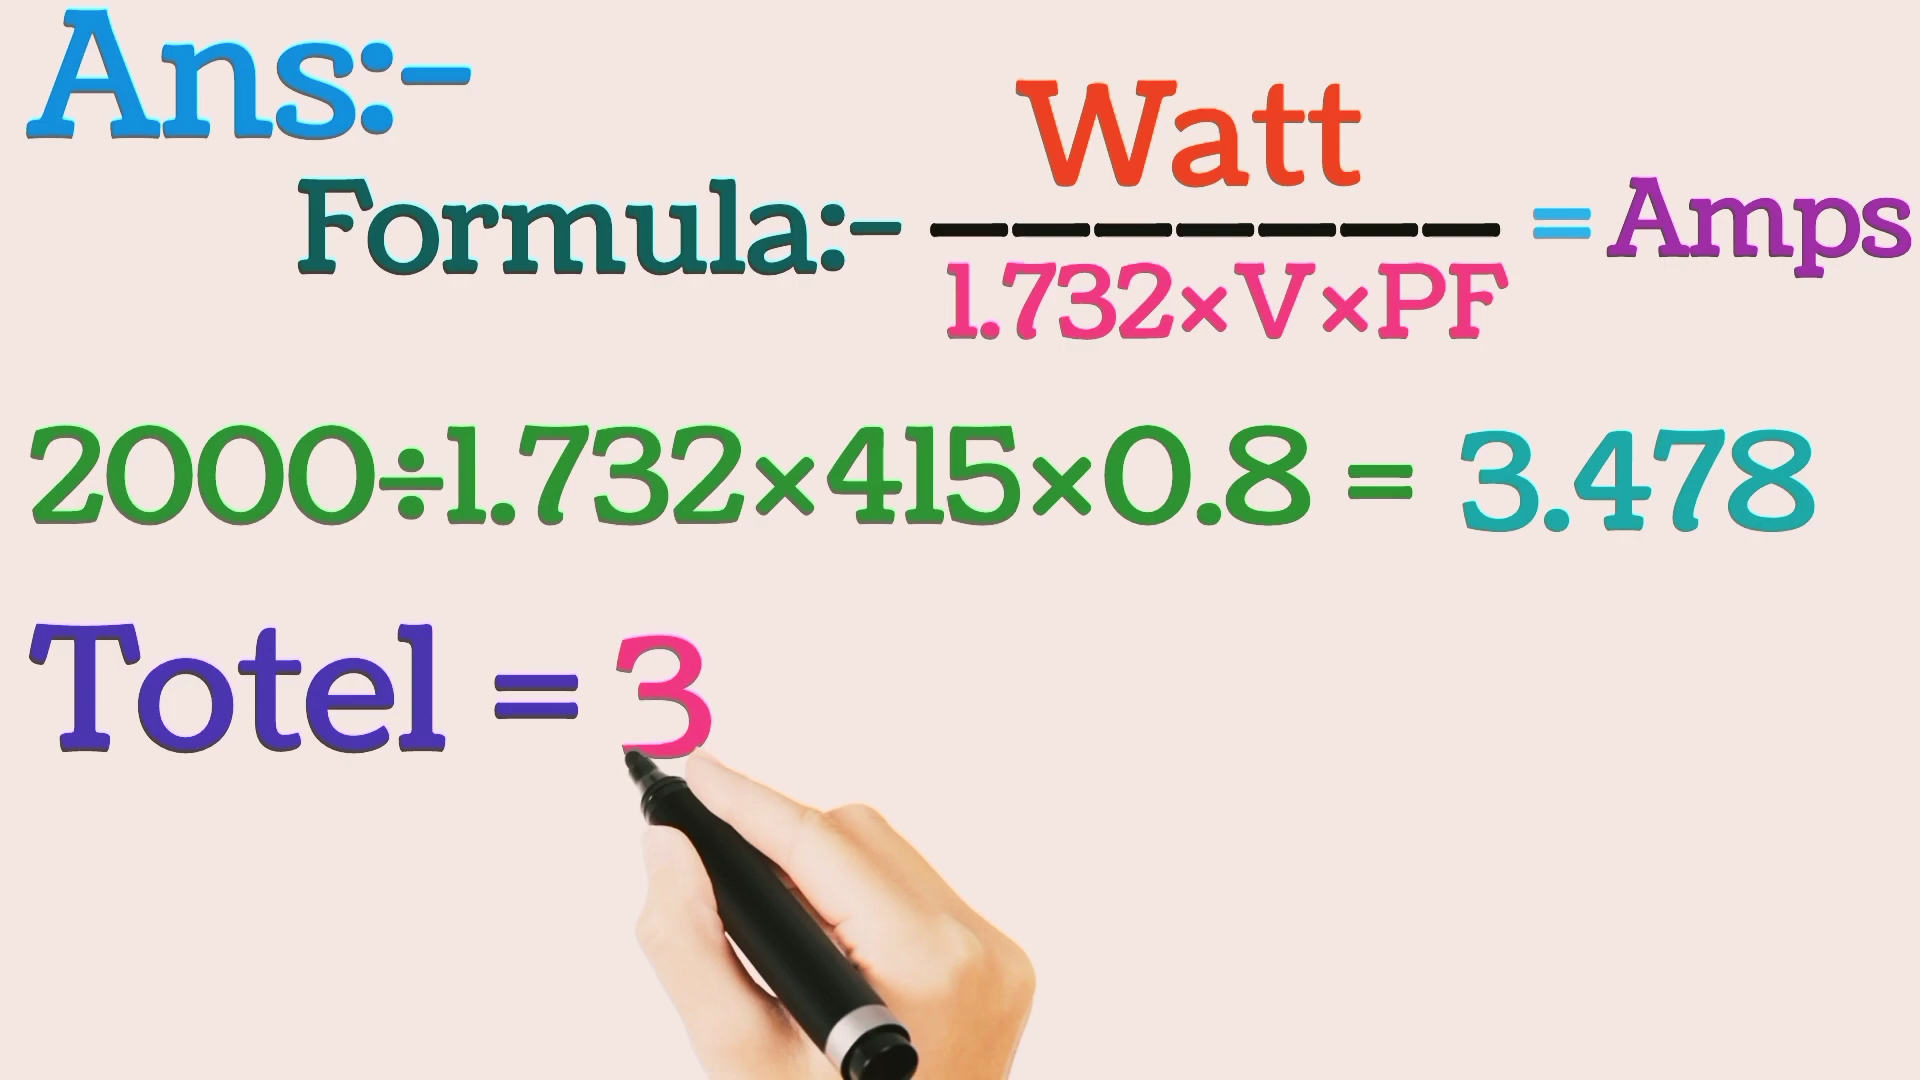 Ans:-
Watt
Formula:- ------- =Amps
1.732×V×PF
2000÷1.732×415×0.8 = 3.478
Totel = 3